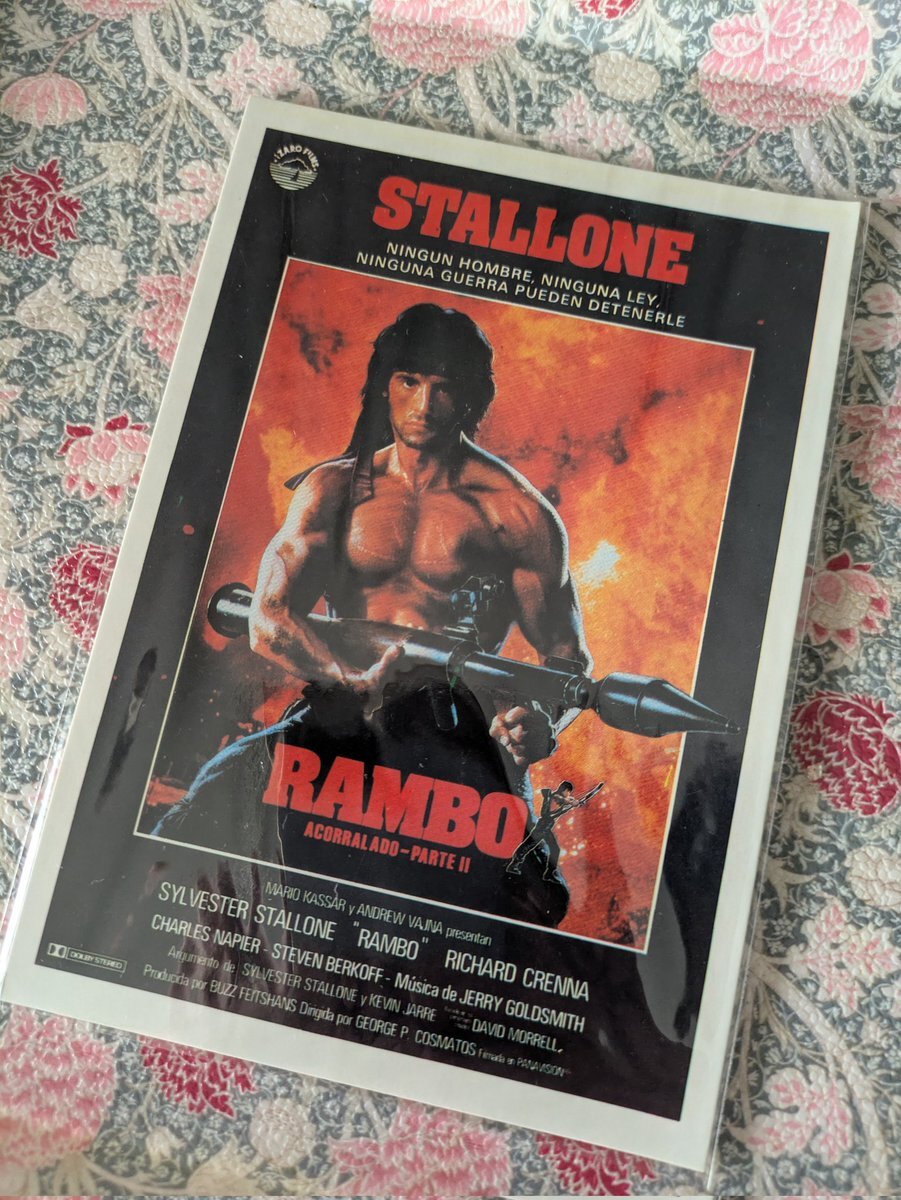 IZARO FILMS
STALLONE
NINGUN HOMBRE, NINGUNA LEY,
NINGUNA GUERRA PUEDEN DETENERLE
RAMBO
ACORRALADO-PARTE II
MARIO KASSAR y ANDREW VAJNA presentan
SYLVESTER STALLONE "RAMBO" RICHARD CRENNA
CHARLES NAPIER - STEVEN BERKOFF - Música de JERRY GOLDSMITH
Argumento de SYLVESTER STALLONE y KEVIN JARRE DAVID MORRELL.
Producida por BUZZ FEITSHANS Dirigida por GEORGE P. COSMATOS Filmada en PANAVISION
DOLBY STEREO